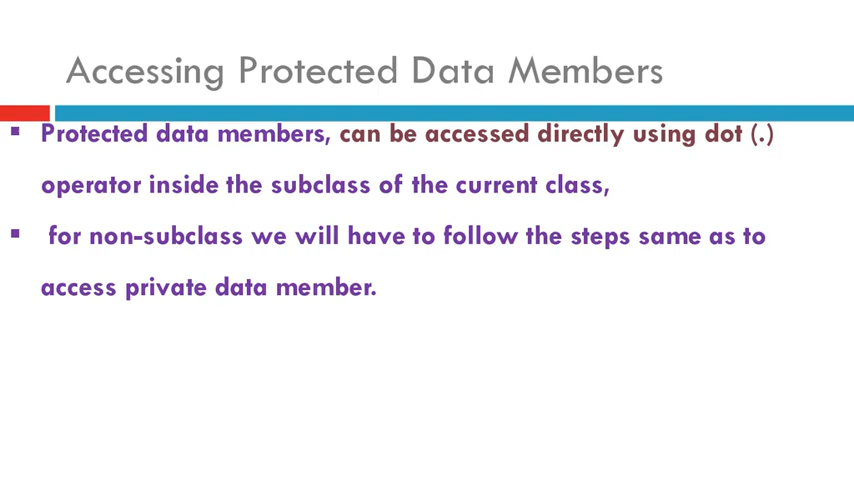 Accessing Protected Data Members
▪ Protected data members, can be accessed directly using dot (.)
operator inside the subclass of the current class,
▪ for non-subclass we will have to follow the steps same as to
access private data member.